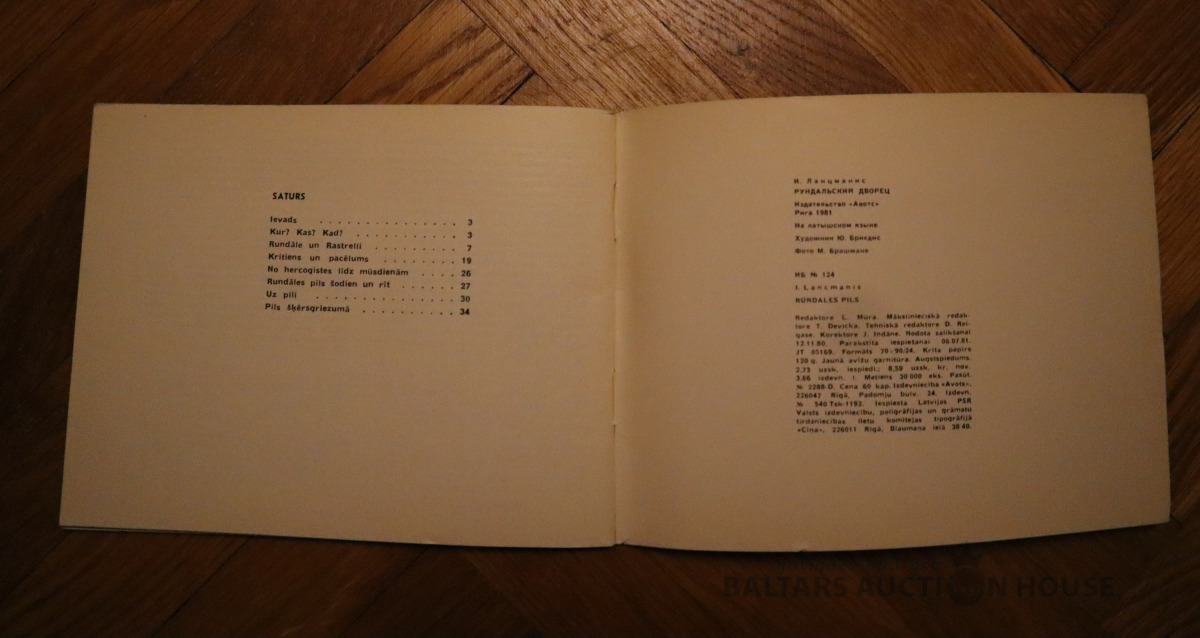 SATURS
Ievads . . . . . . . . . . . . . . . 3
Kur? Kas? Kad? . . . . . . . . . . . 3
Rundāle un Rastrelli . . . . . . . . . 7
Kritiens un pacēlums . . . . . . . . . 19
No hercogistes līdz mūsdienām . . . . 26
Rundāles pils šodien un rīt . . . . . . 27
Uz pili . . . . . . . . . . . . . . 30
Pils šķērsgriezumā . . . . . . . . . . 34
И. Ланцманис
РУНДАЛЬСКИЙ ДВОРЕЦ
Издательство «Авотс»
Рига 1981
На латышском языке
Художник Ю. Бриедис
Фото М. Брашмане
ИБ № 124
I. Lancmanis
RUNDĀLES PILS
Redaktore L. Mūra. Mākslinieciskā redak-
tore T. Devicka. Tehniskā redaktore D. Rei-
gase. Korektore J. Indāne. Nodota salikšanai
12.11.80. Parakstīta iespiešanai 06.07.81.
JT 05169. Formāts 70×90/24. Krīta papīrs
120 g. Jaunā avīžu garnitūra. Augstspiedums.
2,73 uzsk. iespiedl.; 8,59 uzsk. kr. nov.
3,66 izdevn. l. Metiens 30 000 eks. Pasūt.
№ 2288-D. Cena 60 kap. Izdevniecība «Avots»,
226047 Rīgā, Padomju bulv. 24. Izdevn.
№ 540 Tsk-1192. Iespiesta Latvijas PSR
Valsts izdevniecību, poligrāfijas un grāmatu
tirdzniecības lietu komitejas tipogrāfijā
«Cīņa», 226011 Rīgā, Blaumaņa ielā 38/40.
BALTARS AUCTION HOUSE